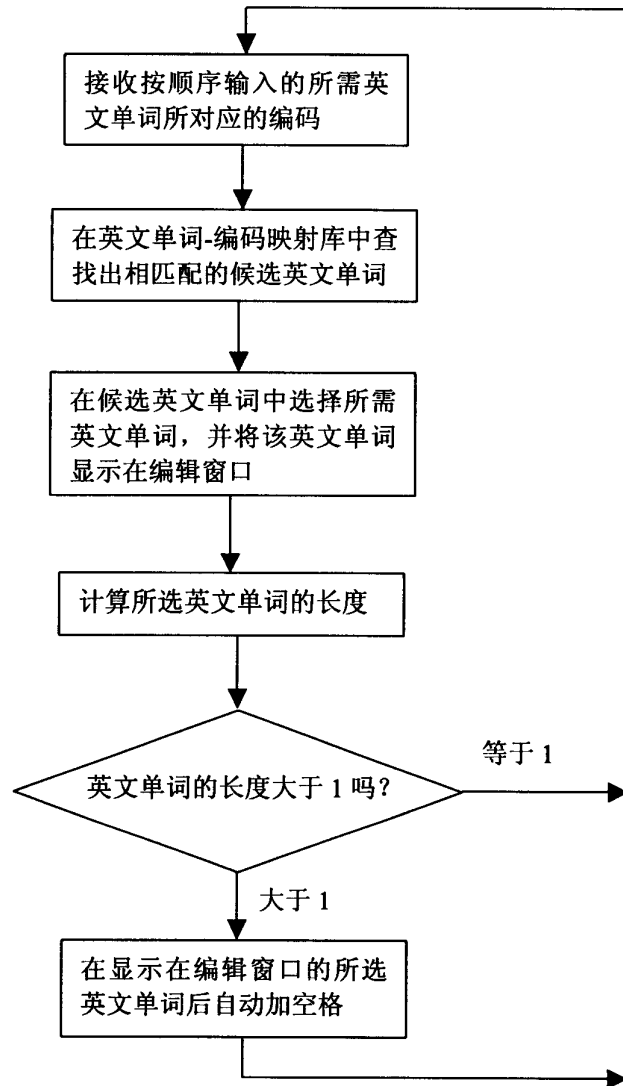 接收按顺序输入的所需英
文单词所对应的编码
在英文单词-编码映射库中查
找出相匹配的候选英文单词
在候选英文单词中选择所需
英文单词，并将该英文单词
显示在编辑窗口
计算所选英文单词的长度
英文单词的长度大于 1 吗?
等于 1
大于 1
在显示在编辑窗口的所选
英文单词后自动加空格